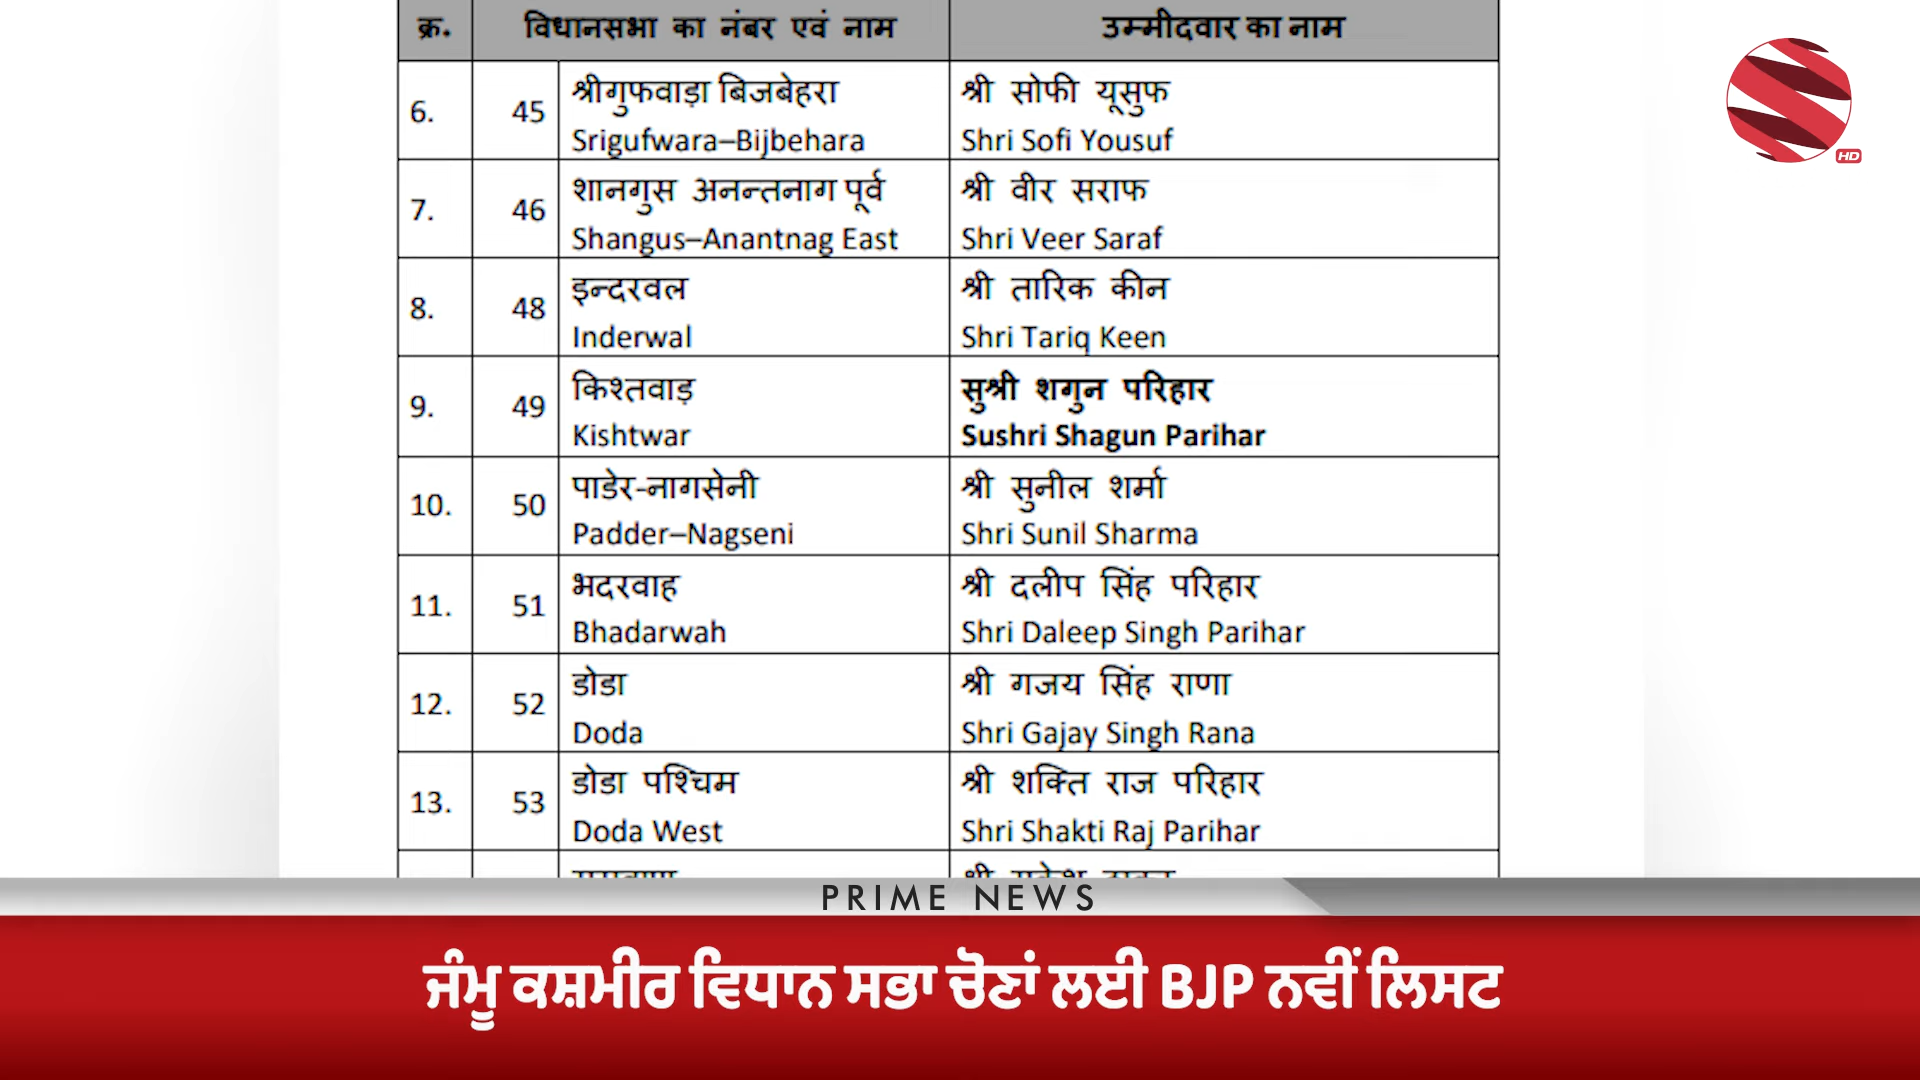 क्र. विधानसभा का नंबर एवं नाम उम्मीदवार का नाम
6. 45 श्रीगुफवाड़ा बिजबेहरा श्री सोफी यूसुफ
Srigufwara–Bijbehara Shri Sofi Yousuf
7. 46 शानगुस अनन्तनाग पूर्व श्री वीर सराफ
Shangus–Anantnag East Shri Veer Saraf
8. 48 इन्दरवल श्री तारिक कीन
Inderwal Shri Tariq Keen
9. 49 किश्तवाड़ सुश्री शगुन परिहार
Kishtwar Sushri Shagun Parihar
10. 50 पाडेर-नागसेनी श्री सुनील शर्मा
Padder–Nagseni Shri Sunil Sharma
11. 51 भदरवाह श्री दलीप सिंह परिहार
Bhadarwah Shri Daleep Singh Parihar
12. 52 डोडा श्री गजय सिंह राणा
Doda Shri Gajay Singh Rana
13. 53 डोडा पश्चिम श्री शक्ति राज परिहार
Doda West Shri Shakti Raj Parihar
HD
PRIME NEWS
ਜੰਮੂ ਕਸ਼ਮੀਰ ਵਿਧਾਨ ਸਭਾ ਚੋਣਾਂ ਲਈ BJP ਨਵੀਂ ਲਿਸਟ